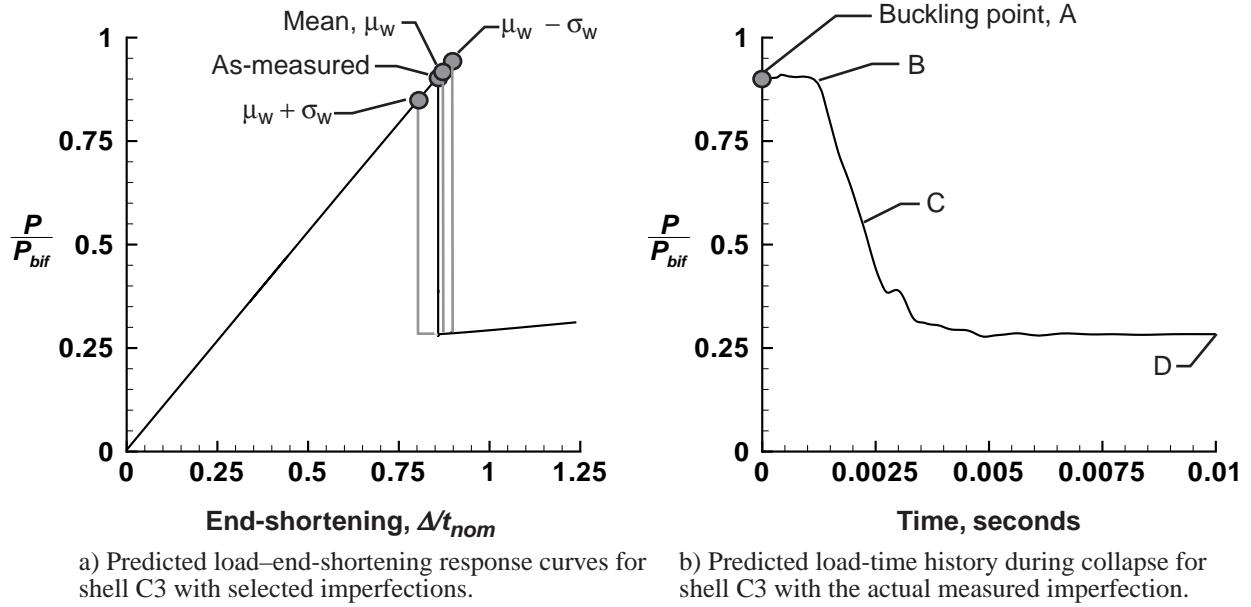 Mean, μw
μw − σw
As-measured
μw + σw
1
0.75
0.5
0.25
0
P
Pbif
0
0.25
0.5
0.75
1
1.25
End-shortening, Δ/tnom
a) Predicted load–end-shortening response curves for
shell C3 with selected imperfections.
Buckling point, A
B
C
D
1
0.75
0.5
0.25
0
P
Pbif
0
0.0025
0.005
0.0075
0.01
Time, seconds
b) Predicted load-time history during collapse for
shell C3 with the actual measured imperfection.